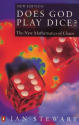 NEW EDITION
DOES GOD
PLAY DICE?
The New Mathematics of Chaos
IAN STEWART